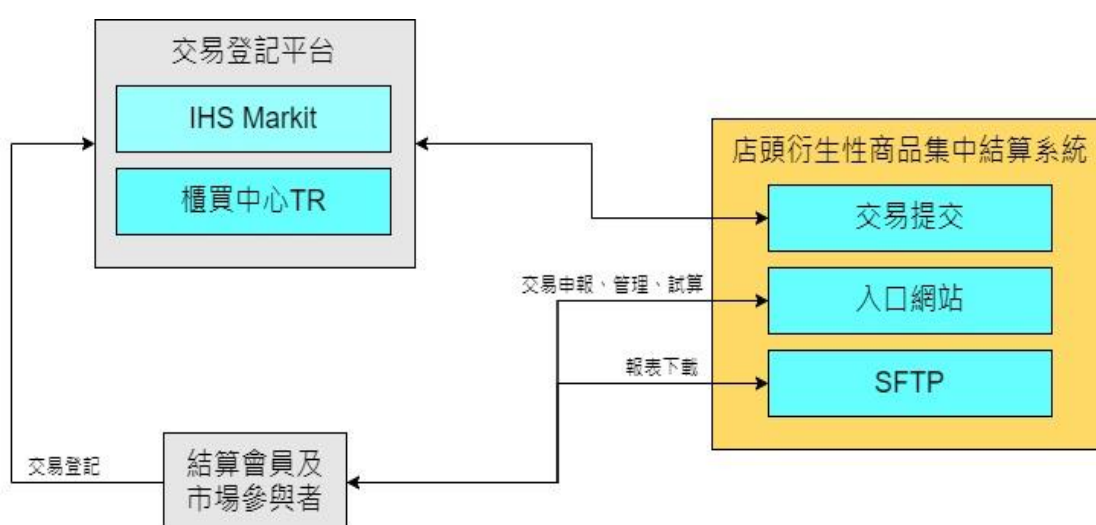 交易登記平台
IHS Markit
櫃買中心TR
店頭衍生性商品集中結算系統
交易提交
交易申報、管理、試算
入口網站
報表下載
SFTP
交易登記
結算會員及
市場參與者